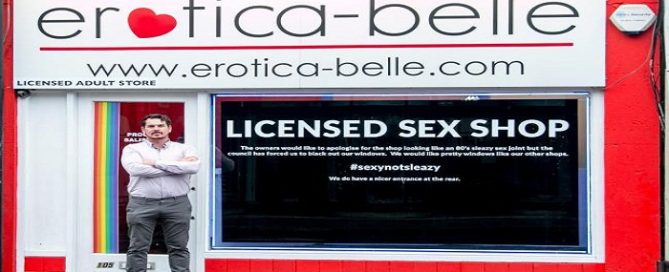 erotica-belle
www.erotica-belle.com
LICENSED ADULT STORE
LICENSED SEX SHOP
The owners would like to apologise for the shop looking like an 80's sleazy sex joint but the
council has forced us to black out our windows. We would like pretty windows like our other shops.
#sexynotsleazy
We do have a nicer entrance at the rear.
105